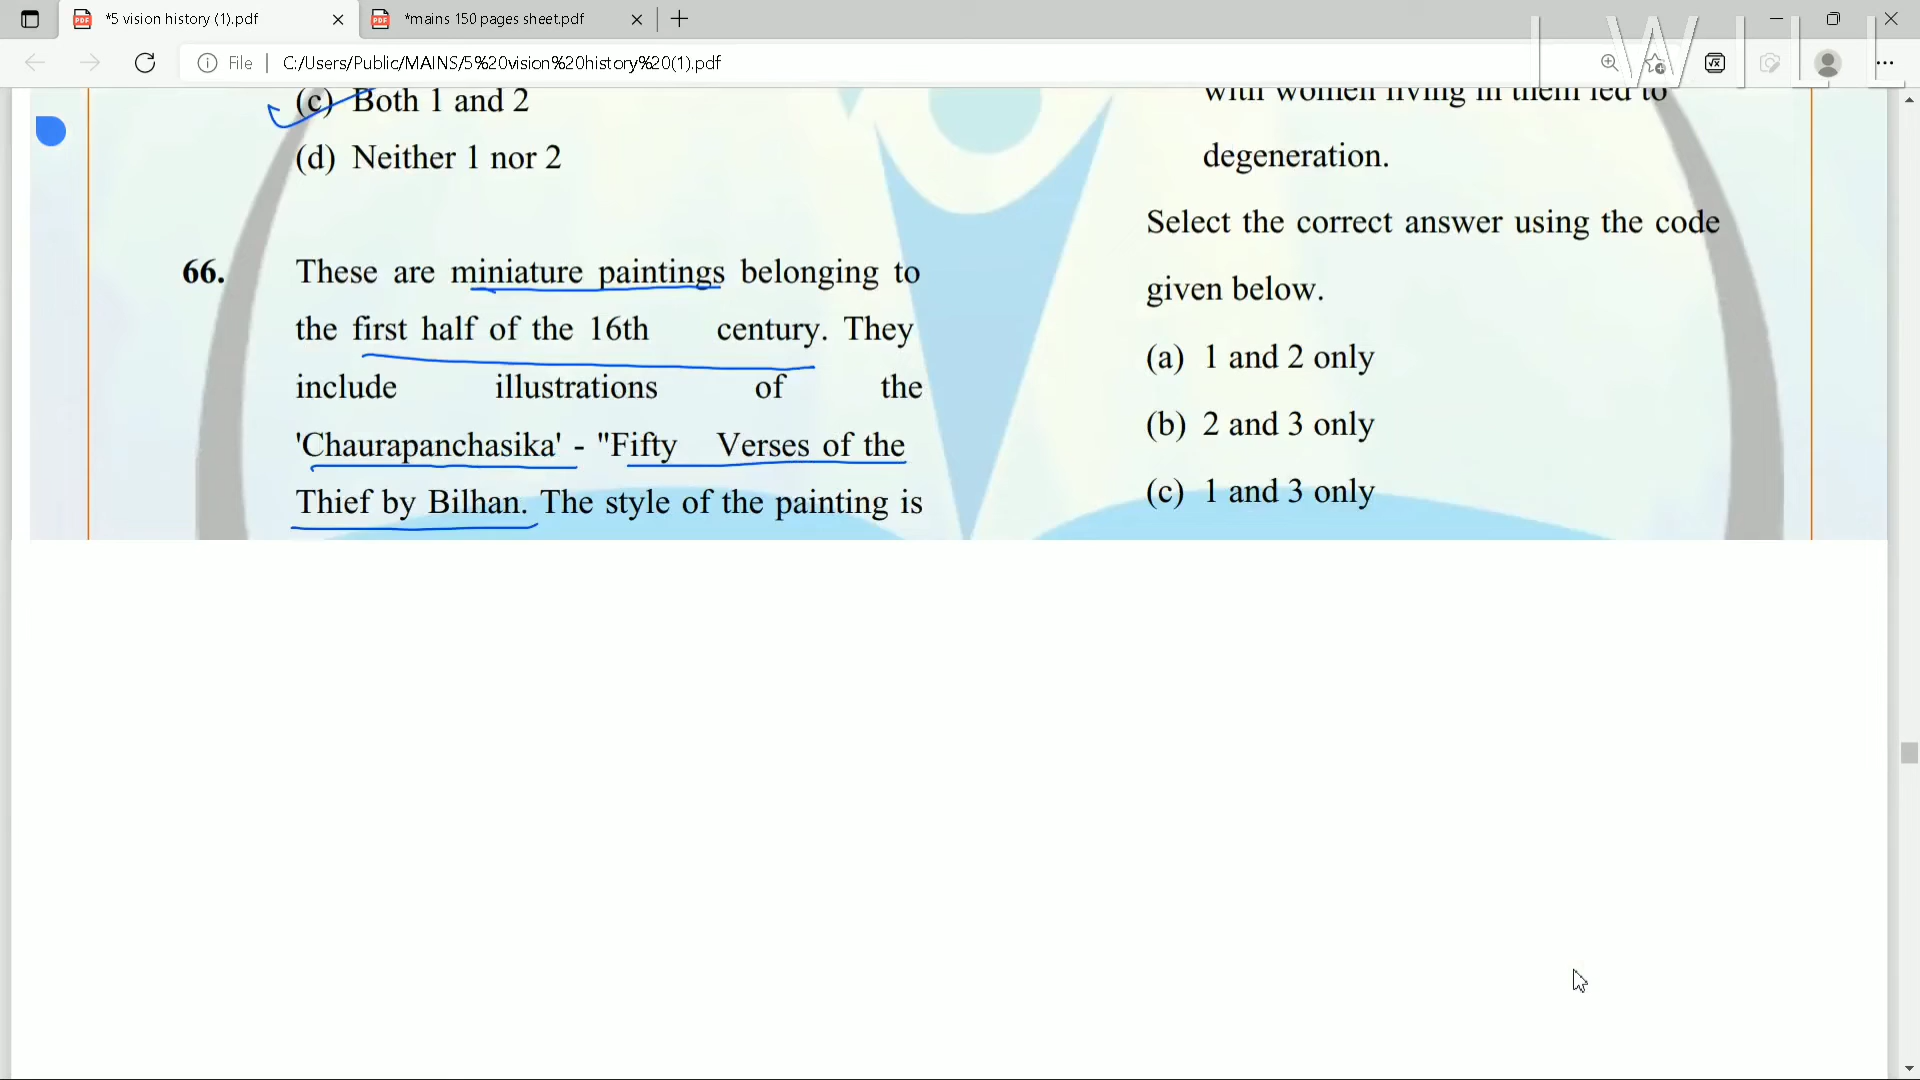 *5 vision history (1).pdf
*mains 150 pages sheet.pdf
File
C:/Users/Public/MAINS/5%20vision%20history%20(1).pdf
I WILL
(c) Both 1 and 2
(d) Neither 1 nor 2
66. These are miniature paintings belonging to
the first half of the 16th century. They
include illustrations of the
'Chaurapanchasika' - "Fifty Verses of the
Thief by Bilhan. The style of the painting is
with women living in them led to
degeneration.
Select the correct answer using the code
given below.
(a) 1 and 2 only
(b) 2 and 3 only
(c) 1 and 3 only